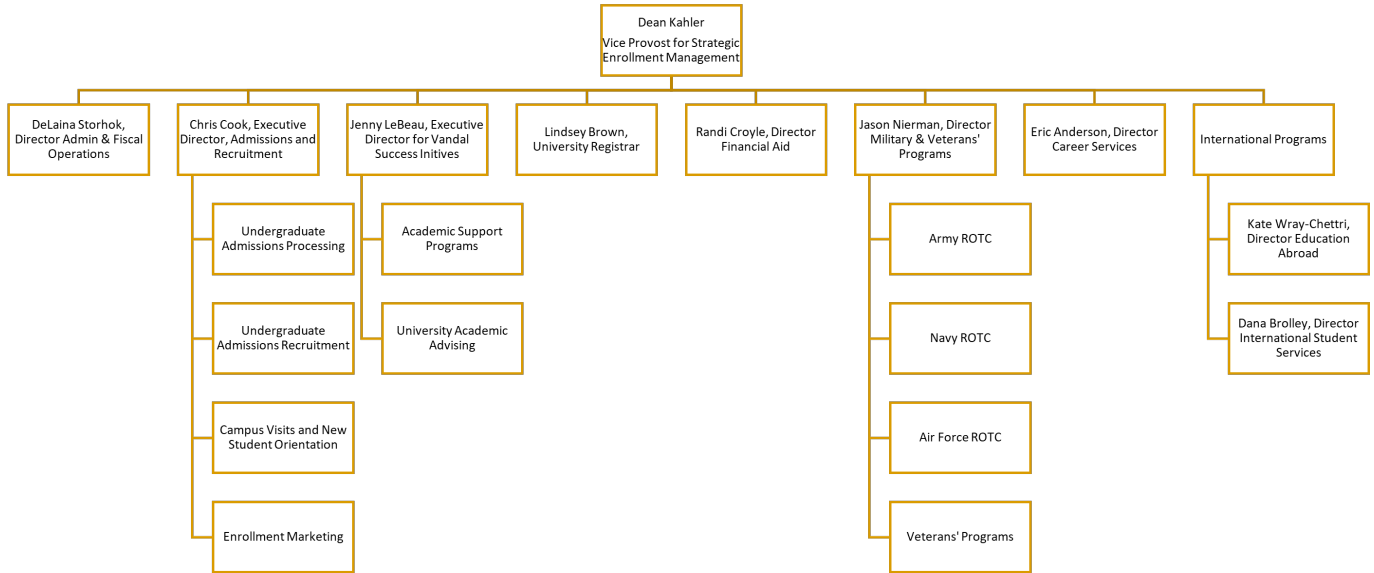 Dean Kahler
Vice Provost for Strategic
Enrollment Management
DeLaina Storhok,
Director Admin & Fiscal
Operations
Chris Cook, Executive
Director, Admissions and
Recruitment
Jenny LeBeau, Executive
Director for Vandal
Success Initives
Lindsey Brown,
University Registrar
Randi Croyle, Director
Financial Aid
Jason Nierman, Director
Military & Veterans'
Programs
Eric Anderson, Director
Career Services
International Programs
Undergraduate
Admissions Processing
Academic Support
Programs
Army ROTC
Kate Wray-Chettri,
Director Education
Abroad
Undergraduate
Admissions Recruitment
University Academic
Advising
Navy ROTC
Dana Brolley, Director
International Student
Services
Campus Visits and New
Student Orientation
Air Force ROTC
Enrollment Marketing
Veterans' Programs